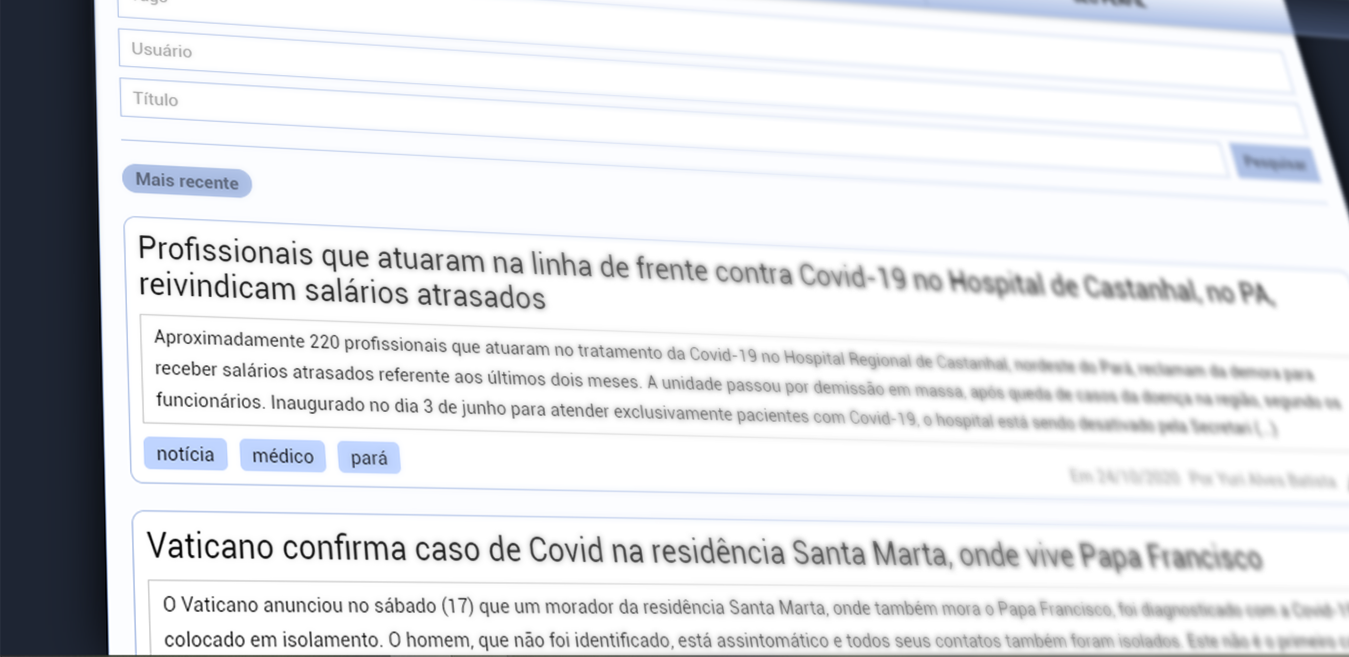 SEU PERFIL
Tags
Usuário
Título
Pesquisar
Mais recente
Profissionais que atuaram na linha de frente contra Covid-19 no Hospital de Castanhal, no PA,
reivindicam salários atrasados
Aproximadamente 220 profissionais que atuaram no tratamento da Covid-19 no Hospital Regional de Castanhal, nordeste do Pará, reclamam da demora para
receber salários atrasados referente aos últimos dois meses. A unidade passou por demissão em massa, após queda de casos da doença na região, segundo os
funcionários. Inaugurado no dia 3 de junho para atender exclusivamente pacientes com Covid-19, o hospital está sendo desativado pela Secretari (...)
notícia médico pará
Em 24/10/2020 Por Yuri Alves Batista
Vaticano confirma caso de Covid na residência Santa Marta, onde vive Papa Francisco
O Vaticano anunciou no sábado (17) que um morador da residência Santa Marta, onde também mora o Papa Francisco, foi diagnosticado com a Covid-19
colocado em isolamento. O homem, que não foi identificado, está assintomático e todos seus contatos também foram isolados. Este não é o primeiro